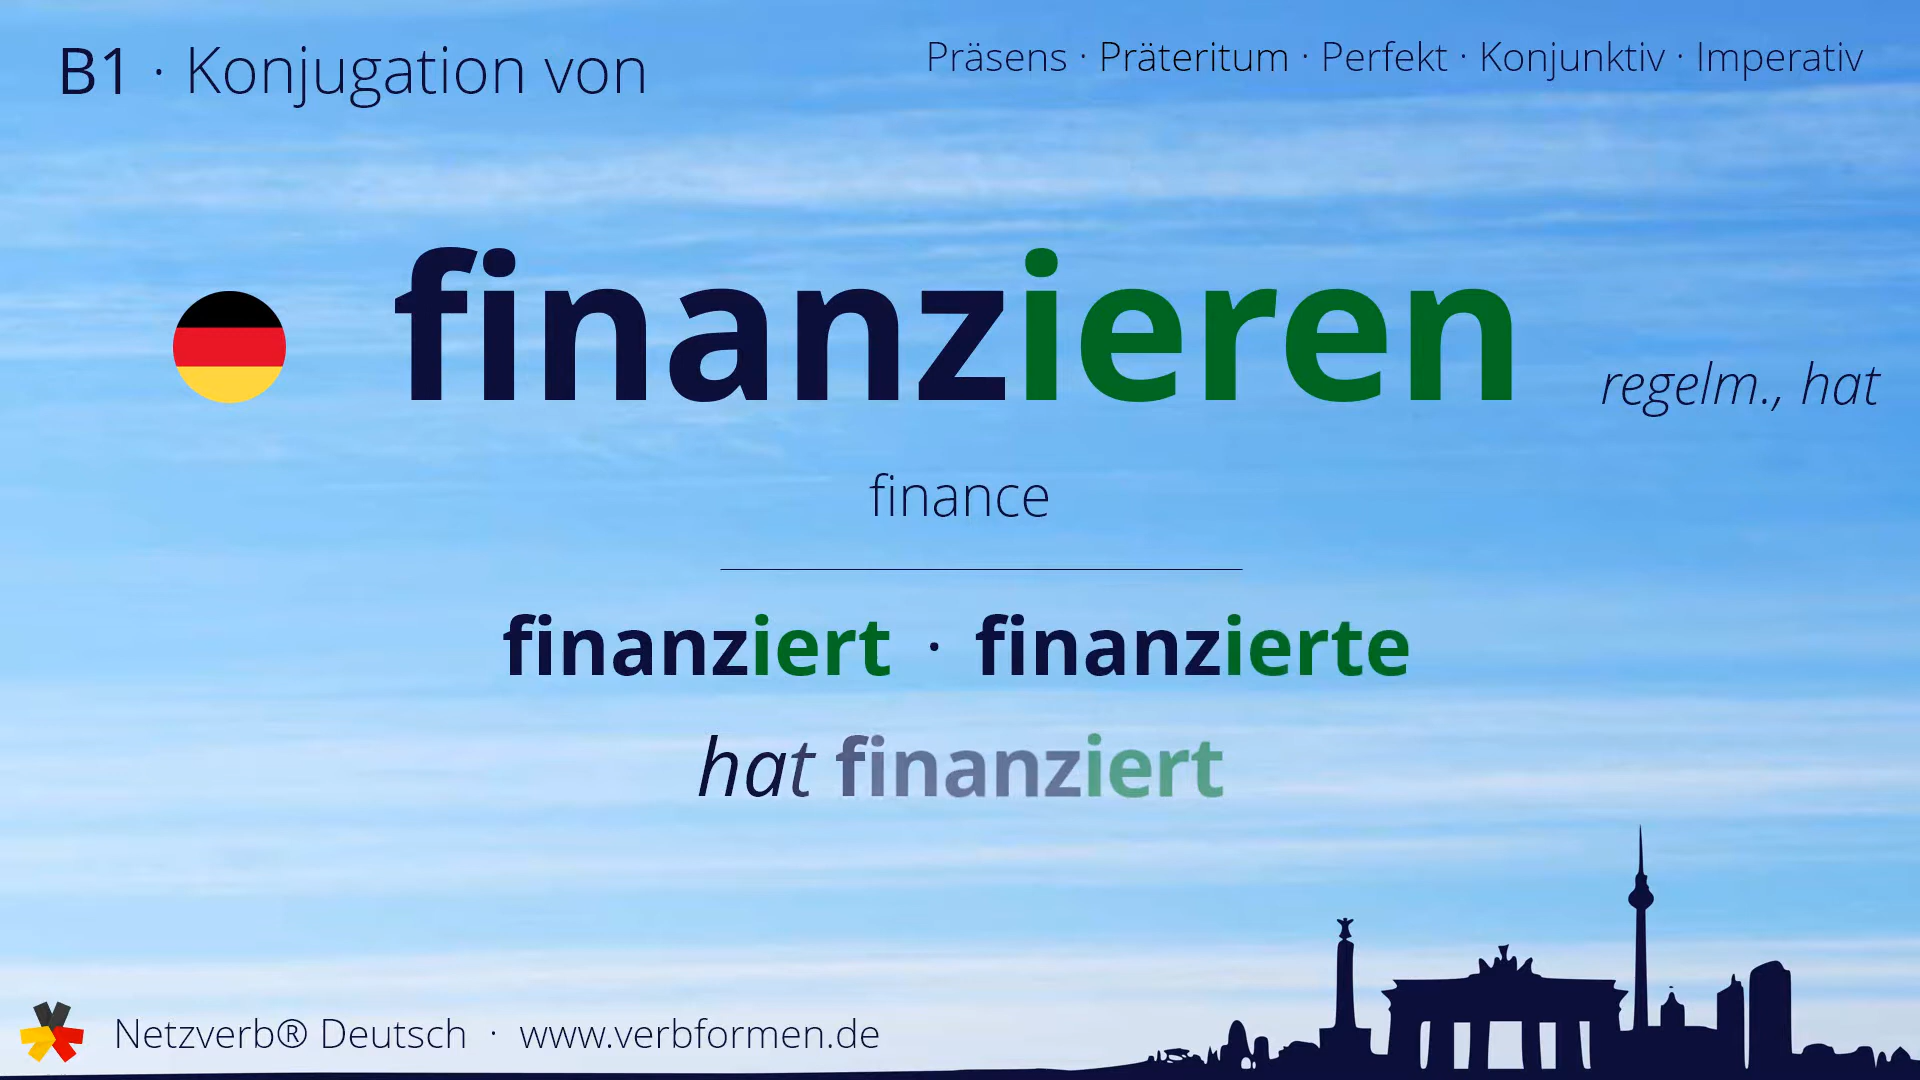 B1 · Konjugation von
Präsens · Präteritum · Perfekt · Konjunktiv · Imperativ
finanzieren
regelm., hat
finance
finanziert · finanzierte
hat finanziert
Netzverb® Deutsch · www.verbformen.de